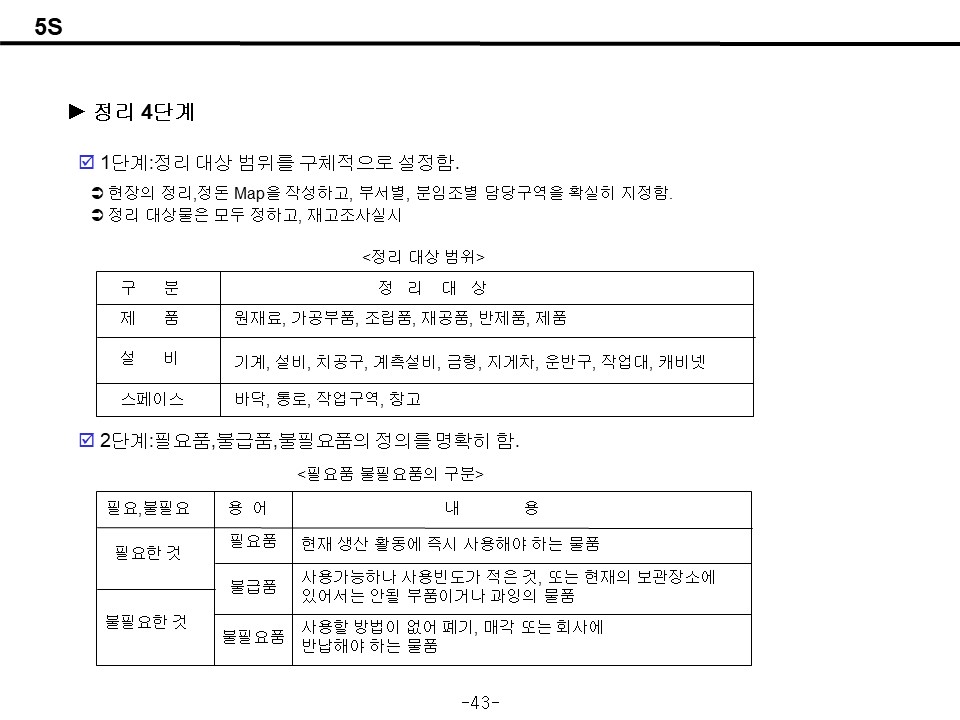 5S
► 정리 4단계
☑ 1단계:정리 대상 범위를 구체적으로 설정함.
➲ 현장의 정리,정돈 Map을 작성하고, 부서별, 분임조별 담당구역을 확실히 지정함.
➲ 정리 대상물은 모두 정하고, 재고조사실시
<정리 대상 범위>
구 분 정 리 대 상
제 품 원재료, 가공부품, 조립품, 재공품, 반제품, 제품
설 비 기계, 설비, 치공구, 계측설비, 금형, 지게차, 운반구, 작업대, 캐비넷
스페이스 바닥, 통로, 작업구역, 창고
☑ 2단계:필요품,불급품,불필요품의 정의를 명확히 함.
<필요품 불필요품의 구분>
필요,불필요 용 어 내 용
필요한 것 필요품 현재 생산 활동에 즉시 사용해야 하는 물품
불급품 사용가능하나 사용빈도가 적은 것, 또는 현재의 보관장소에
있어서는 안될 부품이거나 과잉의 물품
불필요한 것 불필요품 사용할 방법이 없어 폐기, 매각 또는 회사에
반납해야 하는 물품
-43-